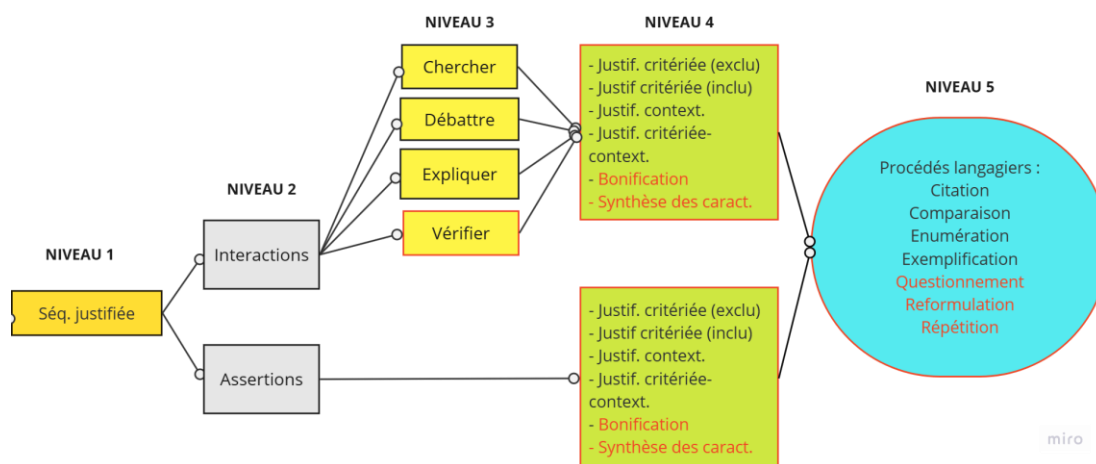 NIVEAU 1
Séq. justifiée
NIVEAU 2
Interactions
Assertions
NIVEAU 3
Chercher
Débattre
Expliquer
Vérifier
NIVEAU 4
- Justif. critériée (exclu)
- Justif critériée (inclu)
- Justif. context.
- Justif. critériée-
context.
- Bonification
- Synthèse des caract.
- Justif. critériée (exclu)
- Justif critériée (inclu)
- Justif. context.
- Justif. critériée-
context.
- Bonification
- Synthèse des caract.
NIVEAU 5
Procédés langagiers :
Citation
Comparaison
Enumération
Exemplification
Questionnement
Reformulation
Répétition
miro